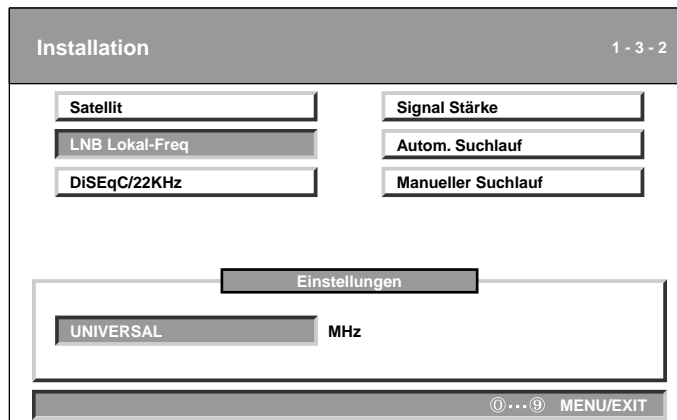 Installation 1 - 3 - 2
Satellit
Signal Stärke
LNB Lokal-Freq
Autom. Suchlauf
DiSEqC/22KHz
Manueller Suchlauf
Einstellungen
UNIVERSAL MHz
⓪⋯⑨ MENU/EXIT